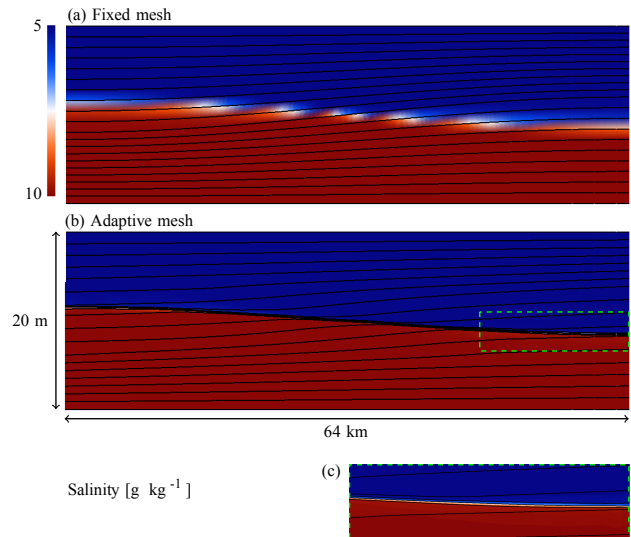 (a) Fixed mesh
5
10
(b) Adaptive mesh
20 m
64 km
(c)
Salinity [g kg⁻¹]